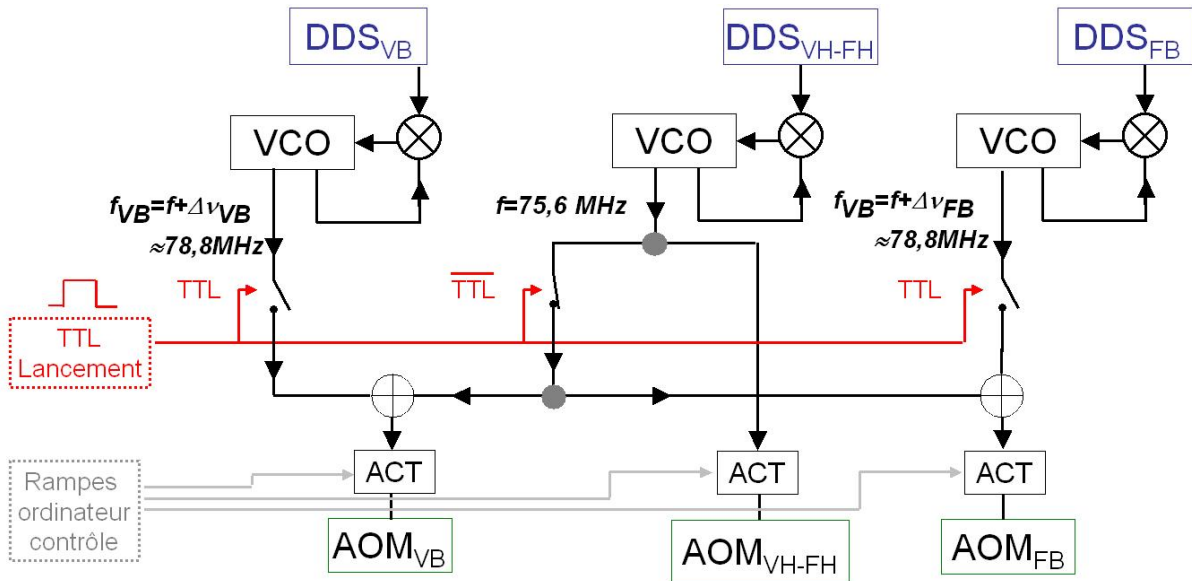 DDS_VB
DDS_VH-FH
DDS_FB
VCO
VCO
VCO
f_VB=f+Δν_VB
≈78,8MHz
f=75,6 MHz
f_VB=f+Δν_FB
≈78,8MHz
TTL
T̅T̅L̅
TTL
TTL
Lancement
Rampes
ordinateur
contrôle
ACT
ACT
ACT
AOM_VB
AOM_VH-FH
AOM_FB